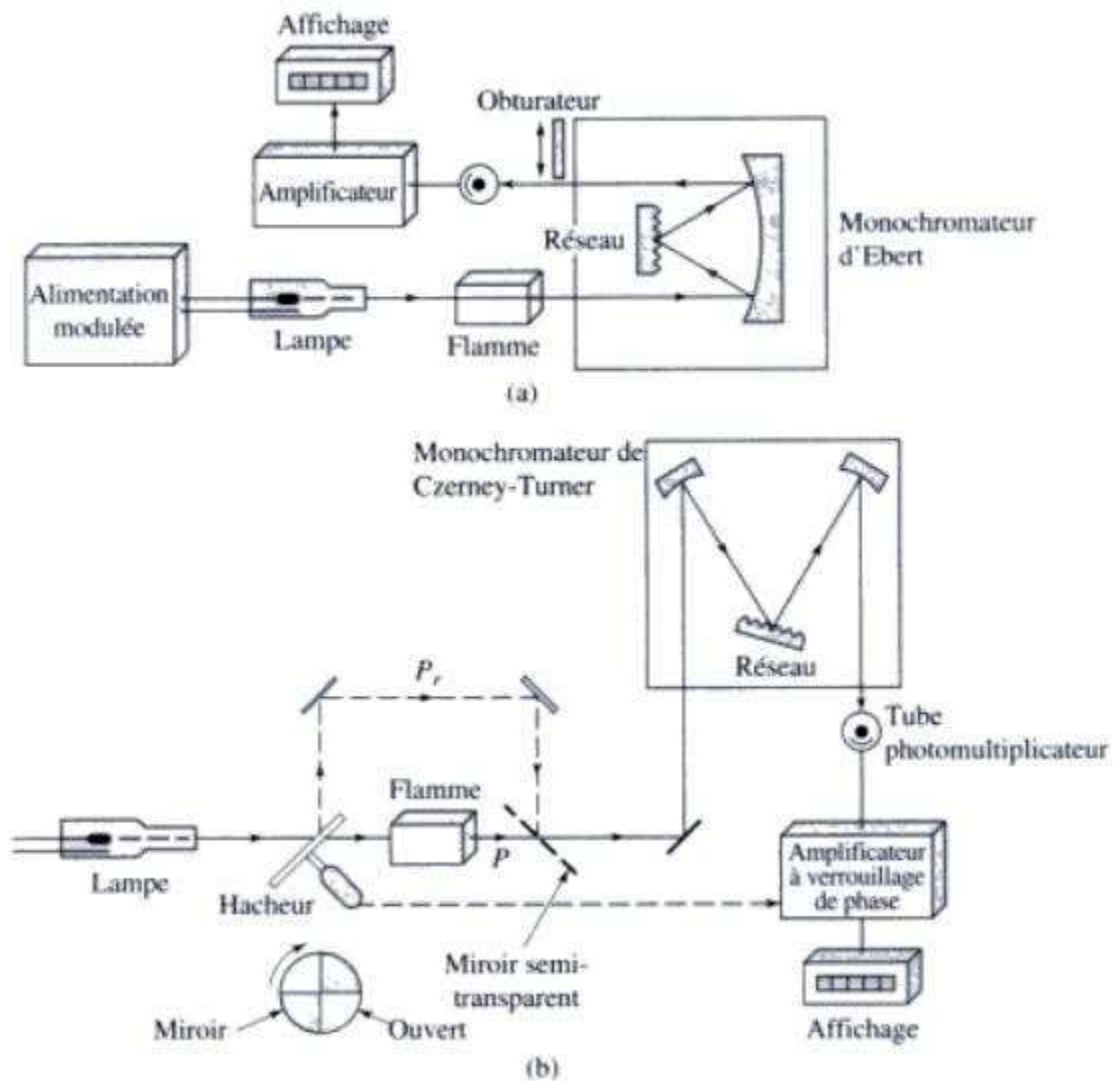 Affichage
Obturateur
Amplificateur
Réseau
Monochromateur
d'Ebert
Alimentation
modulée
Lampe
Flamme
(a)
Monochromateur de
Czerney-Turner
Réseau
P_r
Tube
photomultiplicateur
Flamme
P
Lampe
Hacheur
Amplificateur
à verrouillage
de phase
Miroir semi-
transparent
Miroir
Ouvert
Affichage
(b)